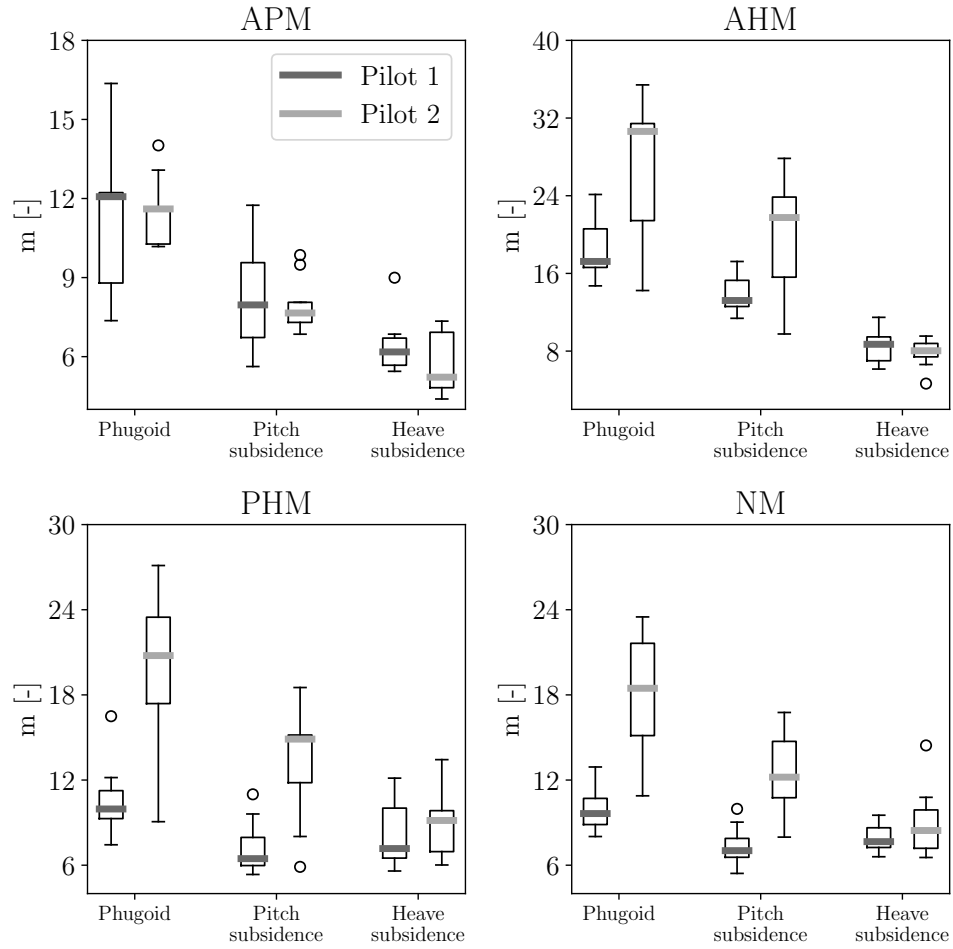 APM
18
15
12
9
6
m [-]
Pilot 1
Pilot 2
Phugoid
Pitch
subsidence
Heave
subsidence
AHM
40
32
24
16
8
m [-]
Phugoid
Pitch
subsidence
Heave
subsidence
PHM
30
24
18
12
6
m [-]
Phugoid
Pitch
subsidence
Heave
subsidence
NM
30
24
18
12
6
m [-]
Phugoid
Pitch
subsidence
Heave
subsidence